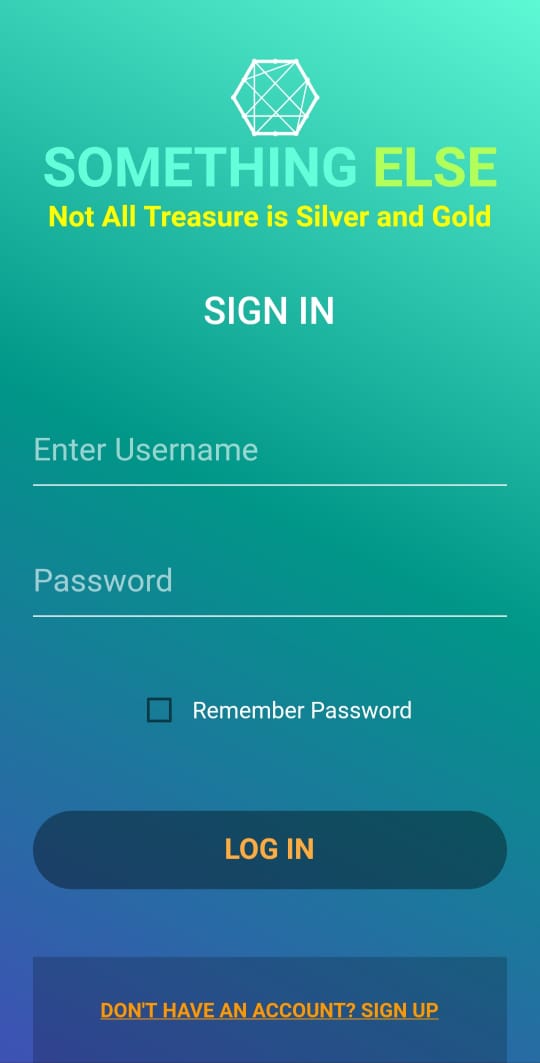 SOMETHING ELSE
Not All Treasure is Silver and Gold
SIGN IN
Enter Username
Password
Remember Password
LOG IN
DON'T HAVE AN ACCOUNT? SIGN UP